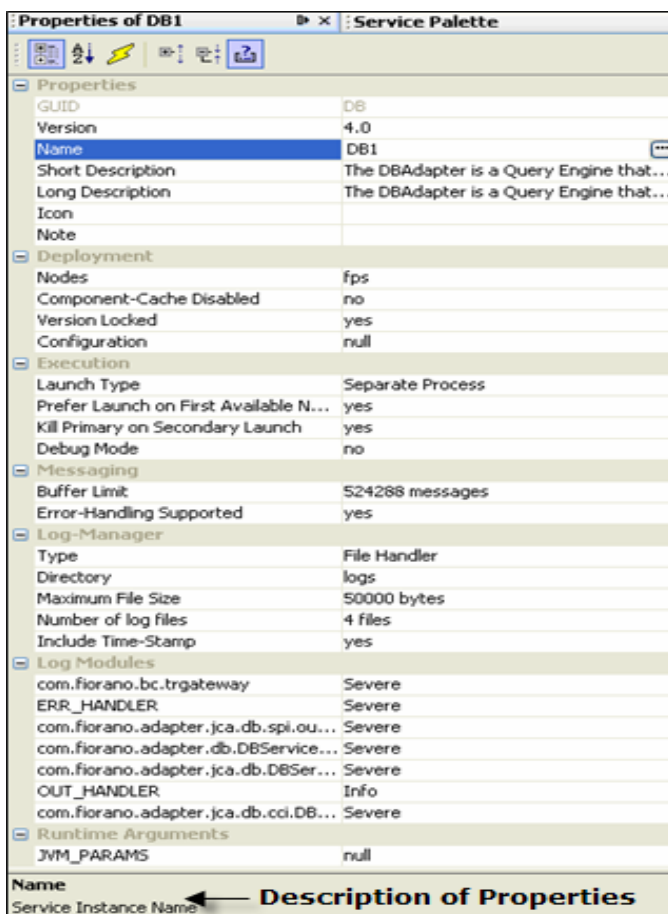 Properties of DB1
Service Palette
Properties
GUID DB
Version 4.0
Name DB1 ...
Short Description The DBAdapter is a Query Engine that...
Long Description The DBAdapter is a Query Engine that...
Icon
Note
Deployment
Nodes fps
Component-Cache Disabled no
Version Locked yes
Configuration null
Execution
Launch Type Separate Process
Prefer Launch on First Available N... yes
Kill Primary on Secondary Launch yes
Debug Mode no
Messaging
Buffer Limit 524288 messages
Error-Handling Supported yes
Log-Manager
Type File Handler
Directory logs
Maximum File Size 50000 bytes
Number of log files 4 files
Include Time-Stamp yes
Log Modules
com.fiorano.bc.trgateway Severe
ERR_HANDLER Severe
com.fiorano.adapter.jca.db.spi.ou... Severe
com.fiorano.adapter.db.DBService... Severe
com.fiorano.adapter.jca.db.DBSer... Severe
OUT_HANDLER Info
com.fiorano.adapter.jca.db.cci.DB... Severe
Runtime Arguments
JVM_PARAMS null
Name
Service Instance Name
Description of Properties